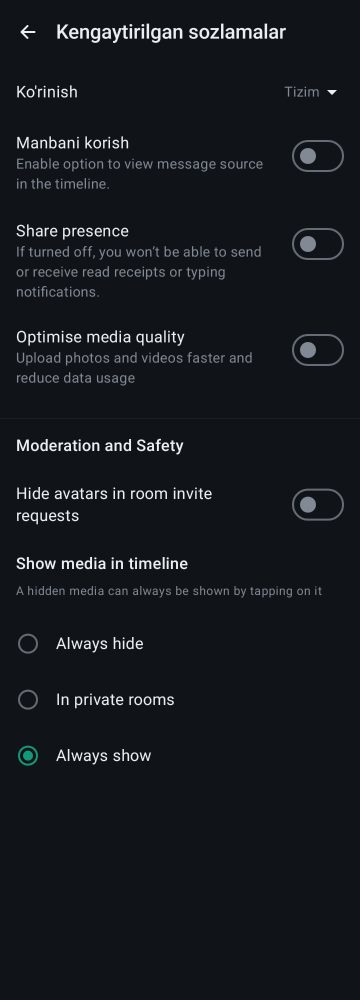 Kengaytirilgan sozlamalar
Ko'rinish
Tizim
Manbani korish
Enable option to view message source
in the timeline.
Share presence
If turned off, you won't be able to send
or receive read receipts or typing
notifications.
Optimise media quality
Upload photos and videos faster and
reduce data usage
Moderation and Safety
Hide avatars in room invite
requests
Show media in timeline
A hidden media can always be shown by tapping on it
Always hide
In private rooms
Always show